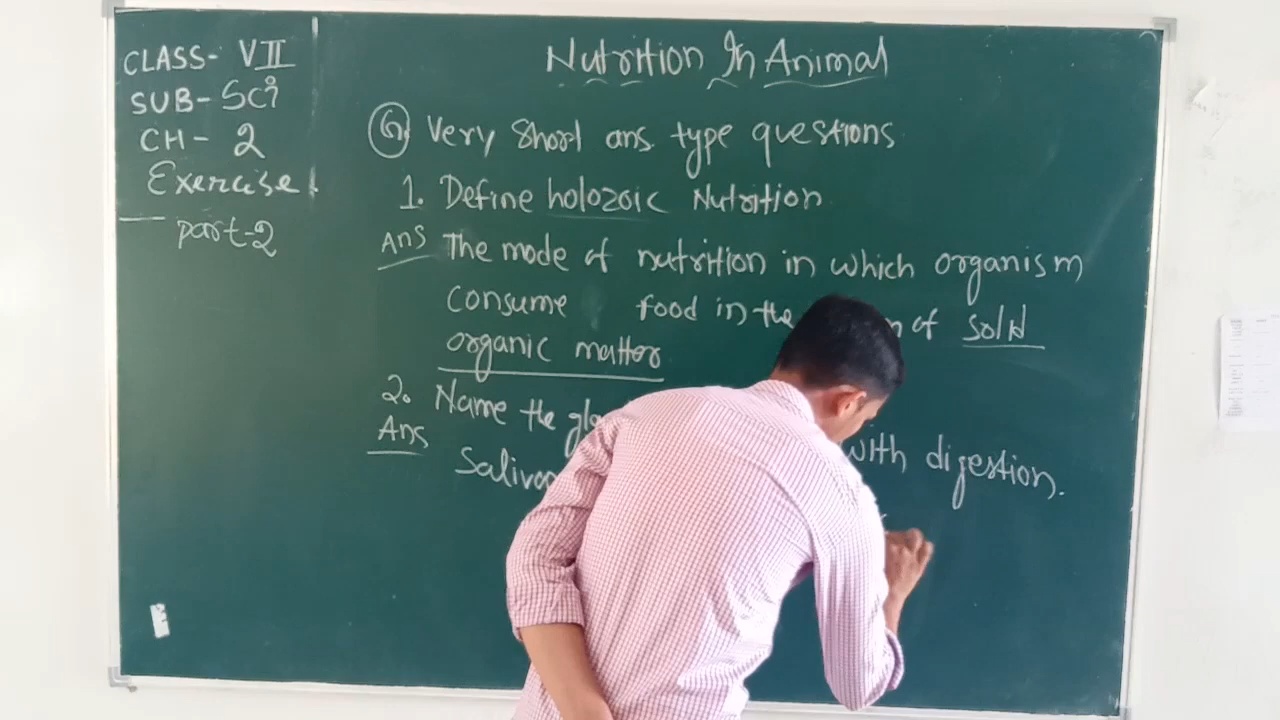 CLASS- VII
SUB- Sci
CH- 2
Exercise
part-2
Nutrition In Animal
G Very Short ans. type questions
1. Define holozoic Nutrition
Ans The mode of nutrition in which organism
consume food in the of solid
organic matter
2. Name the with digestion.
Ans